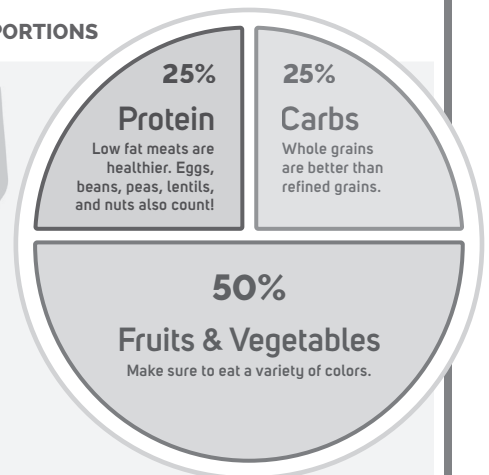 25%
Protein
Low fat meats are
healthier. Eggs,
beans, peas, lentils,
and nuts also count!
25%
Carbs
Whole grains
are better than
refined grains.
50%
Fruits & Vegetables
Make sure to eat a variety of colors.